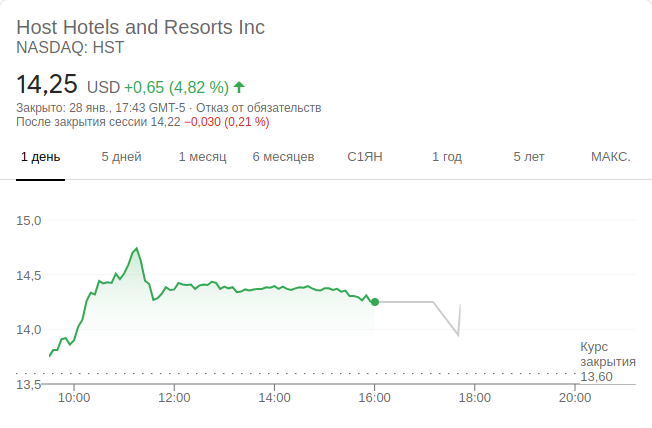 Host Hotels and Resorts Inc
NASDAQ: HST
14,25 USD +0,65 (4,82 %)
Закрыто: 28 янв., 17:43 GMT-5 · Отказ от обязательств
После закрытия сессии 14,22 −0,030 (0,21 %)
1 день 5 дней 1 месяц 6 месяцев С1ЯН 1 год 5 лет МАКС.
15,0
14,5
14,0
Курс
закрытия
13,60
13,5
10:00 12:00 14:00 16:00 18:00 20:00